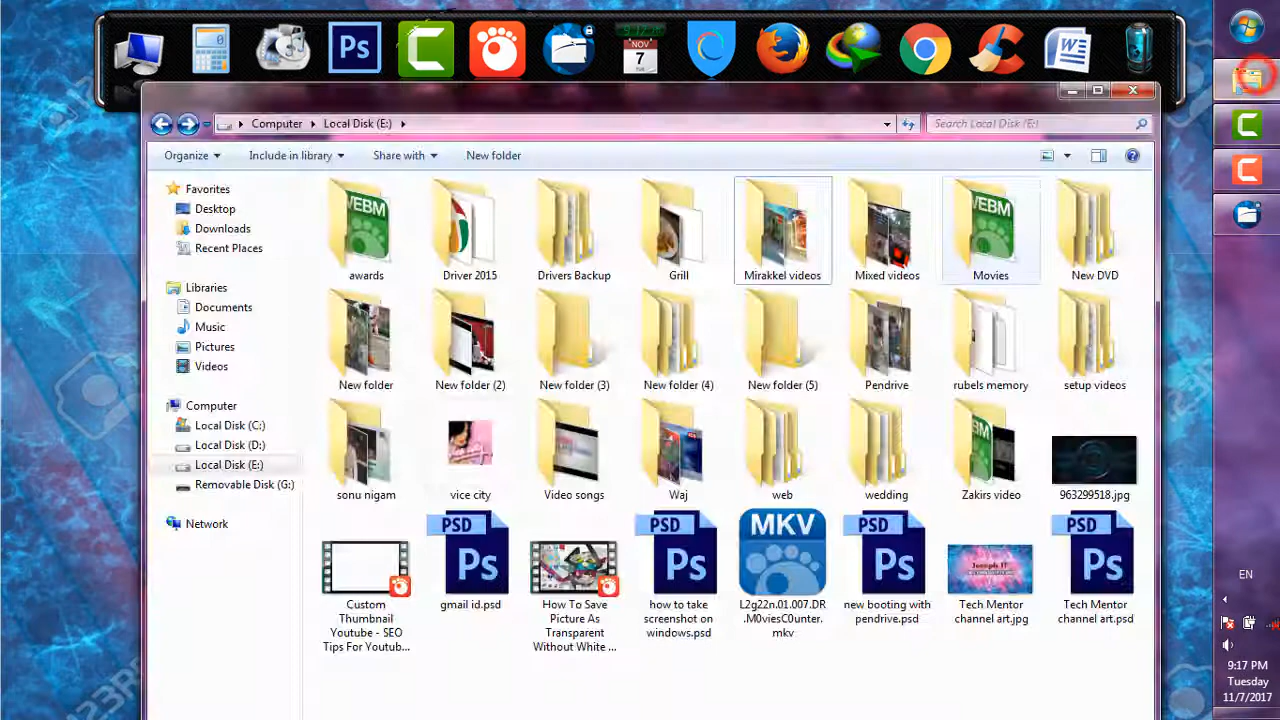 Ps
NOV
7
W
Computer
Local Disk (E:)
Search Local Disk (E:)
Organize
Include in library
Share with
New folder
Favorites
Desktop
Downloads
Recent Places
Libraries
Documents
Music
Pictures
Videos
Computer
Local Disk (C:)
Local Disk (D:)
Local Disk (E:)
Removable Disk (G:)
Network
WEBM
WEBM
awards
Driver 2015
Drivers Backup
Grill
Mirakkel videos
Mixed videos
Movies
New DVD
New folder
New folder (2)
New folder (3)
New folder (4)
New folder (5)
Pendrive
rubels memory
setup videos
sonu nigam
vice city
Video songs
Waj
web
wedding
Zakirs video
963299518.jpg
PSD
Ps
PSD
Ps
MKV
PSD
Ps
PSD
Ps
Custom
Thumbnail
Youtube - SEO
Tips For Youtub...
gmail id.psd
How To Save
Picture As
Transparent
Without White ...
how to take
screenshot on
windows.psd
L2g22n.01.007.DR
.M0viesC0unter.
mkv
new booting with
pendrive.psd
Tech Mentor
channel art.jpg
Tech Mentor
channel art.psd
EN
9:17 PM
Tuesday
11/7/2017